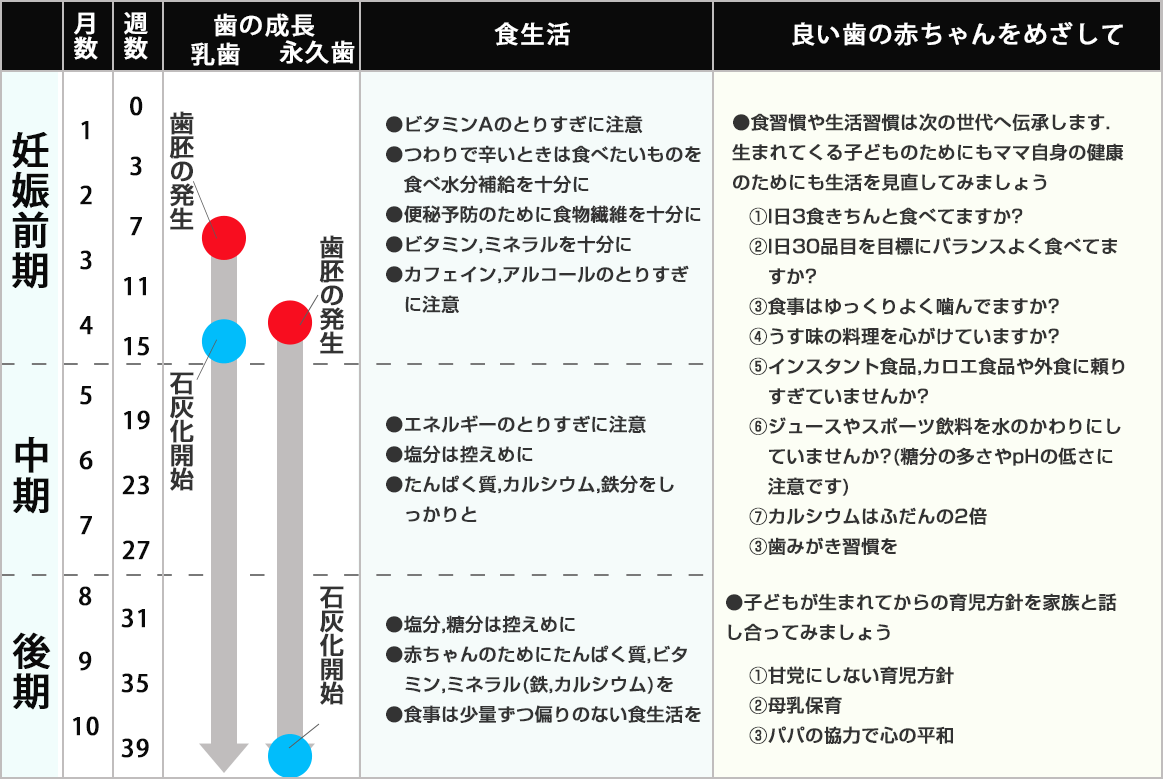 月数
週数
歯の成長
乳歯
永久歯
食生活
良い歯の赤ちゃんをめざして
妊娠前期
1
2
3
4
0
3
7
11
15
歯胚の発生
歯胚の発生
●ビタミンAのとりすぎに注意
●つわりで辛いときは食べたいものを
食べ水分補給を十分に
●便秘予防のために食物繊維を十分に
●ビタミン,ミネラルを十分に
●カフェイン,アルコールのとりすぎ
に注意
中期
5
6
7
19
23
27
石灰化開始
●エネルギーのとりすぎに注意
●塩分は控えめに
●たんぱく質,カルシウム,鉄分をし
っかりと
後期
8
9
10
31
35
39
石灰化開始
●塩分,糖分は控えめに
●赤ちゃんのためにたんぱく質,ビタ
ミン,ミネラル(鉄,カルシウム)を
●食事は少量ずつ偏りのない食生活を
●食習慣や生活習慣は次の世代へ伝承します.
生まれてくる子どものためにもママ自身の健康
のためにも生活を見直してみましょう
①1日3食きちんと食べてますか?
②1日30品目を目標にバランスよく食べてま
すか?
③食事はゆっくりよく噛んでますか?
④うす味の料理を心がけていますか?
⑤インスタント食品,カロエ食品や外食に頼り
すぎていませんか?
⑥ジュースやスポーツ飲料を水のかわりにし
ていませんか?(糖分の多さやpHの低さに
注意です)
⑦カルシウムはふだんの2倍
③歯みがき習慣を
●子どもが生まれてからの育児方針を家族と話
し合ってみましょう
①甘党にしない育児方針
②母乳保育
③パパの協力で心の平和